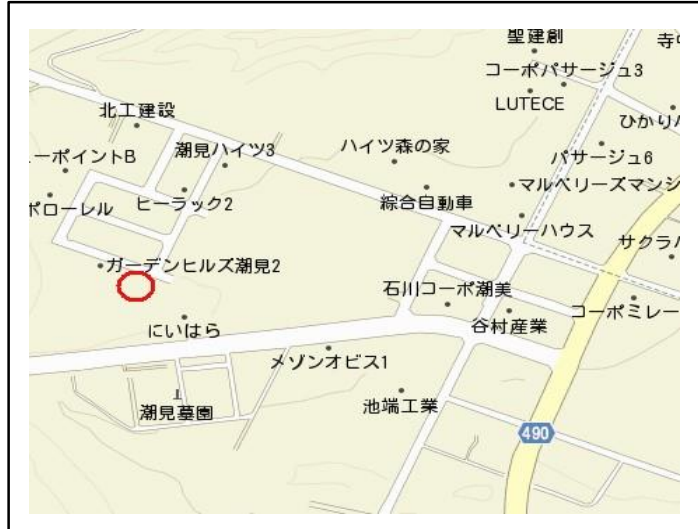 聖建創
寺
コーポパサージュ3
LUTECE
北工建設
ひかりハ
ハイツ森の家
潮見ハイツ3
パサージュ6
ーポイントB
マルベリーズマンシ
綜合自動車
ヒーラック2
ポローレル
マルベリーハウス
サクラハ
ガーデンヒルズ潮見2
石川コーポ潮美
コーポミレー
谷村産業
にいはら
メゾンオビス1
潮見墓園
池端工業
490